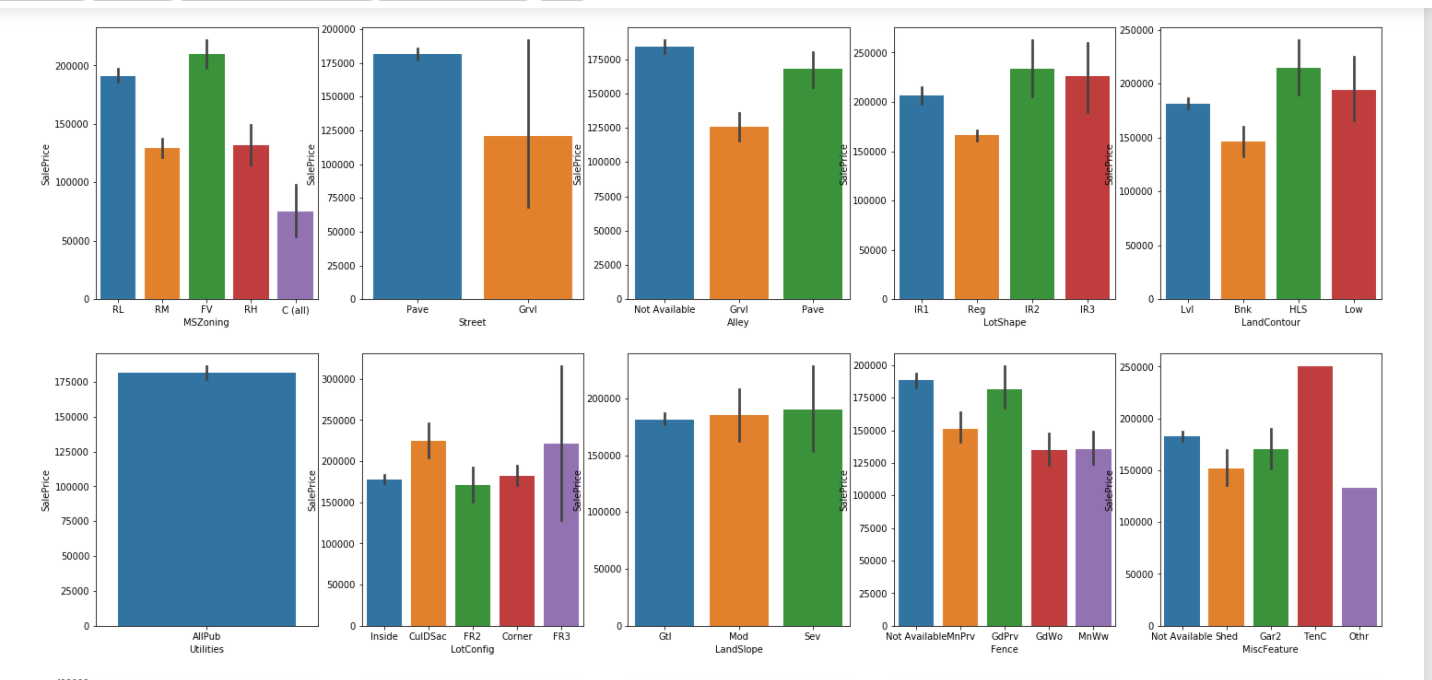 SalePrice
200000
150000
100000
50000
0
RL RM FV RH C (all)
MSZoning
SalePrice
200000
175000
150000
125000
100000
75000
50000
25000
0
Pave Grvl
Street
SalePrice
175000
150000
125000
100000
75000
50000
25000
0
Not Available Grvl Pave
Alley
SalePrice
250000
200000
150000
100000
50000
0
IR1 Reg IR2 IR3
LotShape
SalePrice
250000
200000
150000
100000
50000
0
Lvl Bnk HLS Low
LandContour
SalePrice
175000
150000
125000
100000
75000
50000
25000
0
AllPub
Utilities
SalePrice
300000
250000
200000
150000
100000
50000
0
Inside CulDSac FR2 Corner FR3
LotConfig
SalePrice
200000
150000
100000
50000
0
Gtl Mod Sev
LandSlope
SalePrice
200000
175000
150000
125000
100000
75000
50000
25000
0
Not Available MnPrv GdPrv GdWo MnWw
Fence
SalePrice
250000
200000
150000
100000
50000
0
Not Available Shed Gar2 TenC Othr
MiscFeature